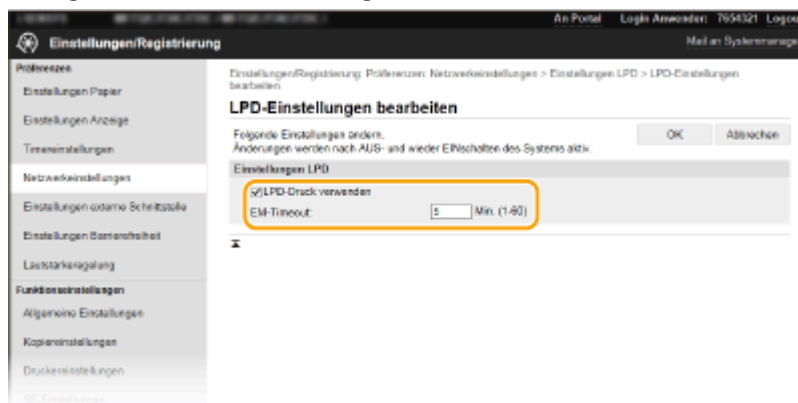 An Portal Login Anwender: 7654321 Logou
Einstellungen/Registrierung
Mail an Systemmanage
Präferenzen
Einstellungen/Registrierung: Präferenzen: Netzwerkeinstellungen > Einstellungen LPD > LPD-Einstellungen
bearbeiten
Einstellungen Papier
LPD-Einstellungen bearbeiten
Einstellungen Anzeige
Folgende Einstellungen ändern.
OK Abbrechen
Änderungen werden nach AUS- und wieder EINschalten des Systems aktiv.
Timereinstellungen
Einstellungen LPD
Netzwerkeinstellungen
LPD-Druck verwenden
Einstellungen externe Schnittstelle
EM-Timeout: 5 Min. (1-60)
Einstellungen Barrierefreiheit
Lautstärkeregelung
Funktionseinstellungen
Allgemeine Einstellungen
Kopiereinstellungen
Druckereinstellungen